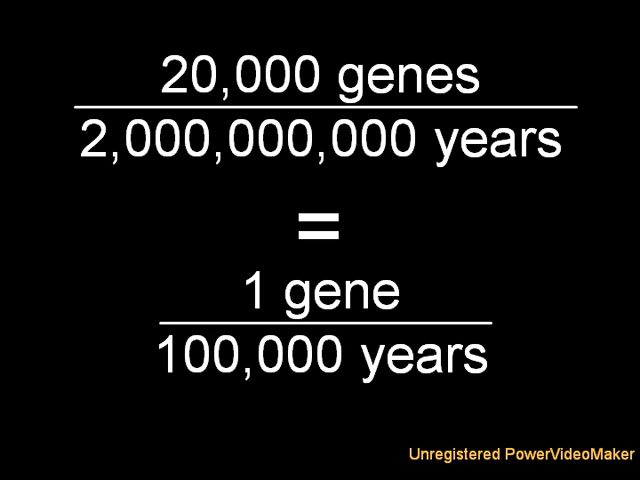 20,000 genes
2,000,000,000 years
=
1 gene
100,000 years
Unregistered PowerVideoMaker